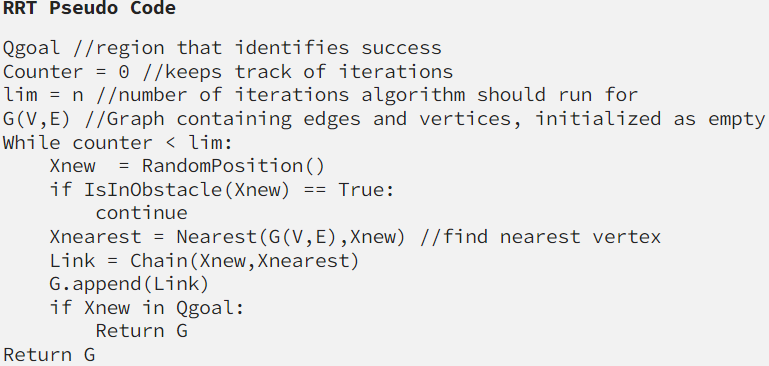 RRT Pseudo Code
Qgoal //region that identifies success
Counter = 0 //keeps track of iterations
lim = n //number of iterations algorithm should run for
G(V,E) //Graph containing edges and vertices, initialized as empty
While counter < lim:
    Xnew  = RandomPosition()
    if IsInObstacle(Xnew) == True:
        continue
    Xnearest = Nearest(G(V,E),Xnew) //find nearest vertex
    Link = Chain(Xnew,Xnearest)
    G.append(Link)
    if Xnew in Qgoal:
        Return G
Return G